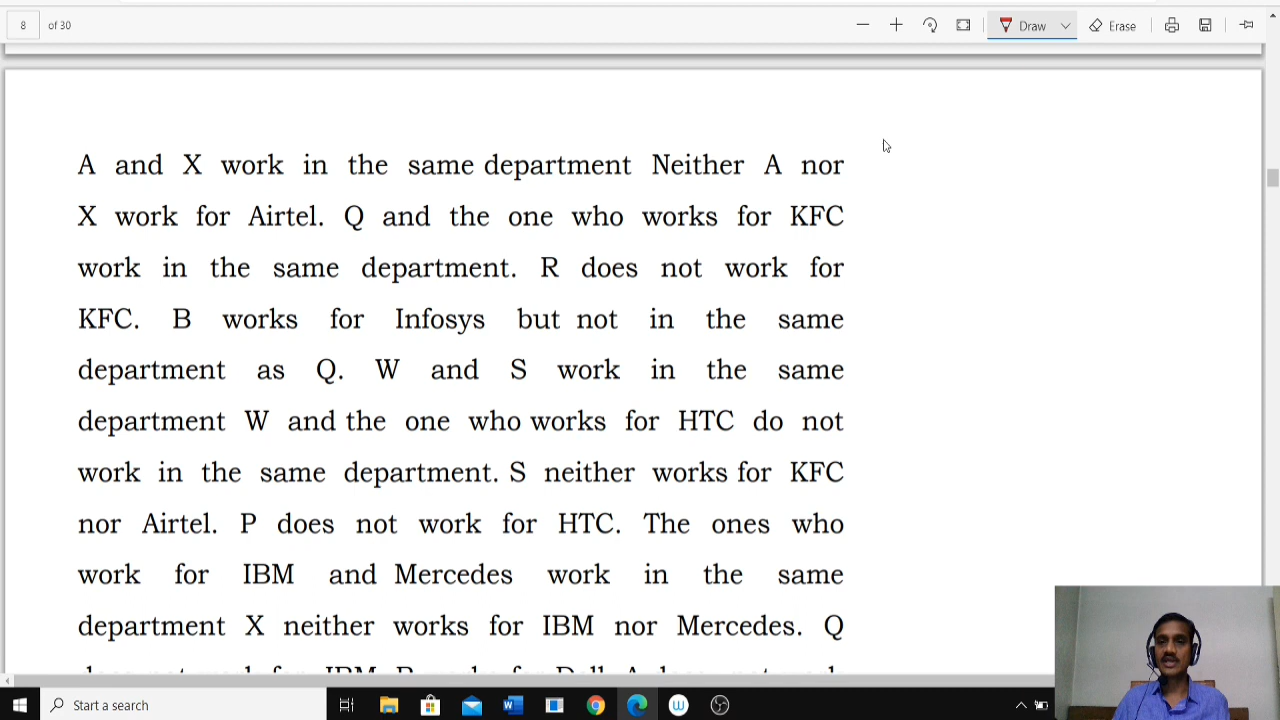 8 of 30
Draw
Erase
A and X work in the same department Neither A nor
X work for Airtel. Q and the one who works for KFC
work in the same department. R does not work for
KFC. B works for Infosys but not in the same
department as Q. W and S work in the same
department W and the one who works for HTC do not
work in the same department. S neither works for KFC
nor Airtel. P does not work for HTC. The ones who
work for IBM and Mercedes work in the same
department X neither works for IBM nor Mercedes. Q
Start a search